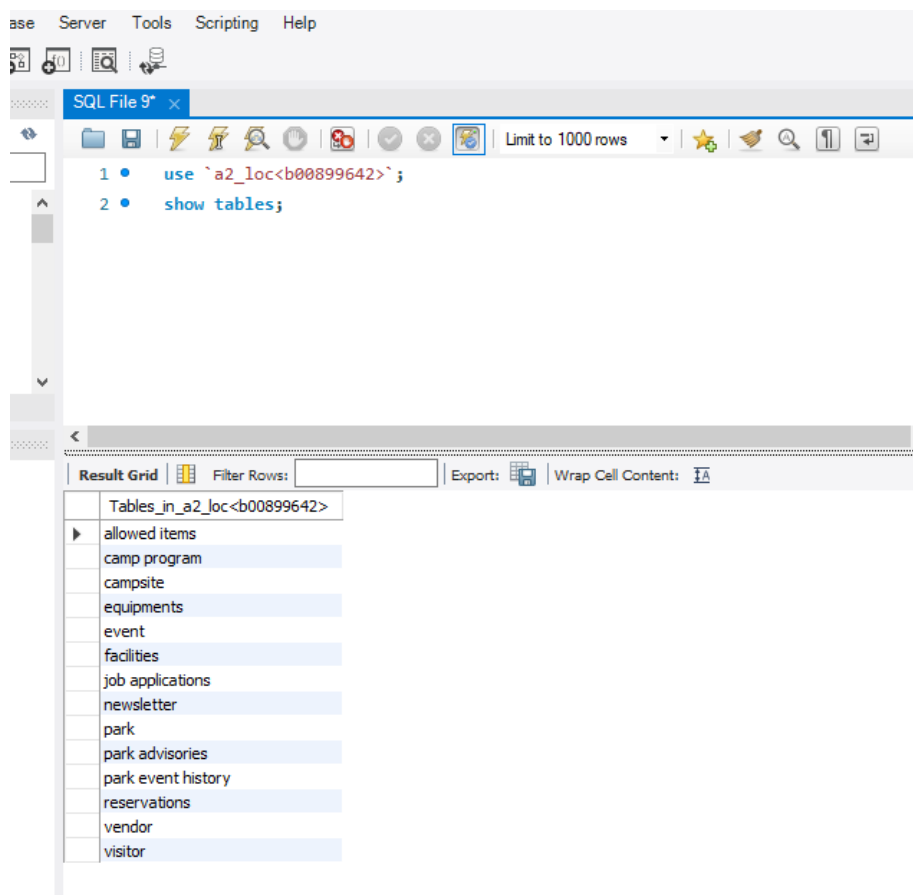 ase Server Tools Scripting Help
SQL File 9*
Limit to 1000 rows
1 use `a2_loc<b00899642>`;
2 show tables;
Result Grid Filter Rows: Export: Wrap Cell Content:
Tables_in_a2_loc<b00899642>
allowed items
camp program
campsite
equipments
event
facilities
job applications
newsletter
park
park advisories
park event history
reservations
vendor
visitor